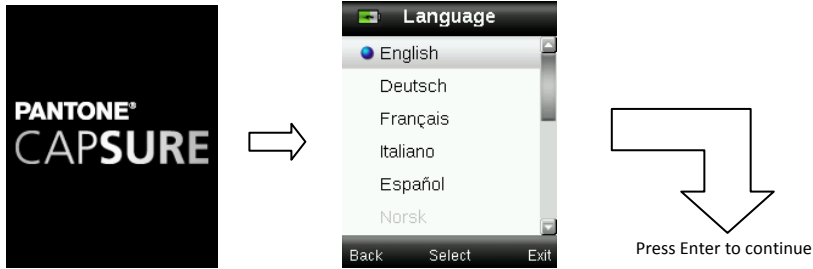 PANTONE®
CAPSURE
Language
English
Deutsch
Français
Italiano
Español
Norsk
Back Select Exit
Press Enter to continue